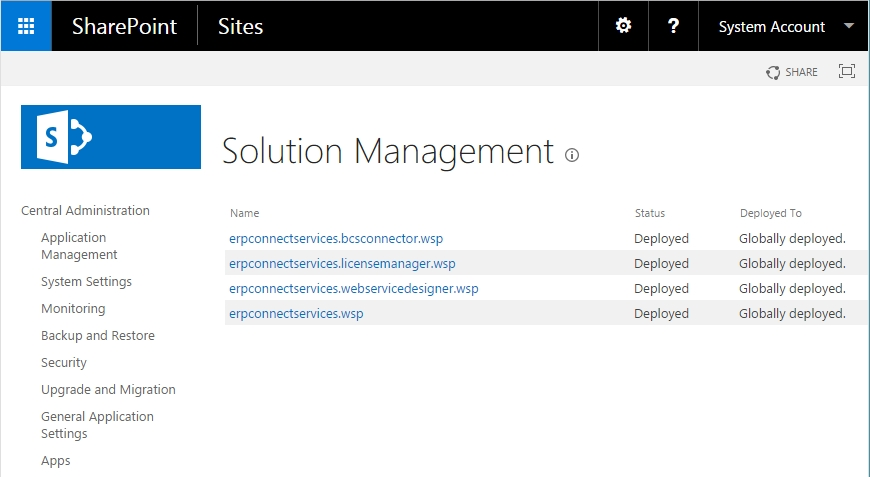 SharePoint Sites ? System Account
SHARE
S
Solution Management
Central Administration
Application
Management
System Settings
Monitoring
Backup and Restore
Security
Upgrade and Migration
General Application
Settings
Apps
Name Status Deployed To
erpconnectservices.bcsconnector.wsp Deployed Globally deployed.
erpconnectservices.licensemanager.wsp Deployed Globally deployed.
erpconnectservices.webservicedesigner.wsp Deployed Globally deployed.
erpconnectservices.wsp Deployed Globally deployed.